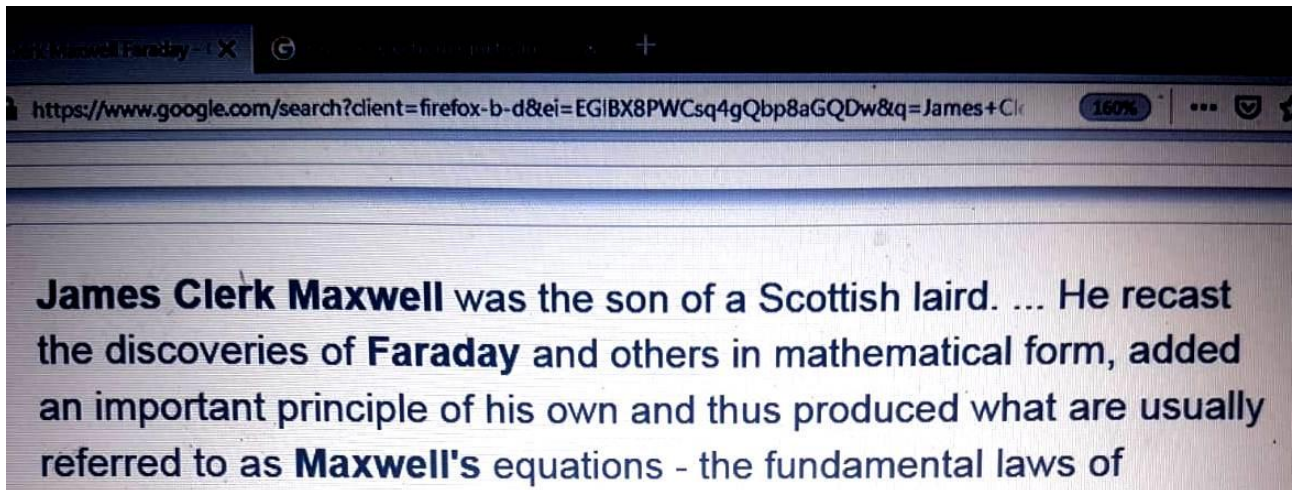 Maxwell Faraday -
G
https://www.google.com/search?client=firefox-b-d&ei=EGIBX8PWCsq4gQbp8aGQDw&q=James+Cl
160%
James Clerk Maxwell was the son of a Scottish laird. ... He recast
the discoveries of Faraday and others in mathematical form, added
an important principle of his own and thus produced what are usually
referred to as Maxwell's equations - the fundamental laws of